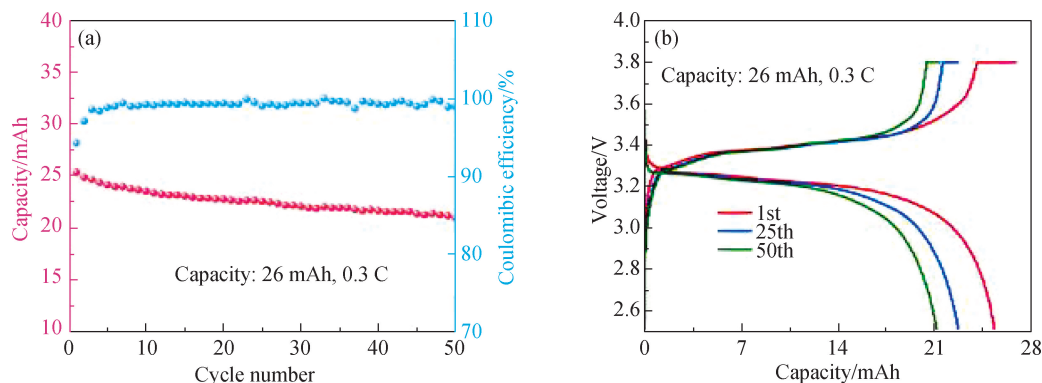 (a)
Capacity: 26 mAh, 0.3 C
Capacity/mAh
40
35
30
25
20
15
10
Coulombic efficiency/%
110
100
90
80
70
0
10
20
30
40
50
Cycle number
(b)
Capacity: 26 mAh, 0.3 C
1st
25th
50th
Voltage/V
4.0
3.8
3.6
3.4
3.2
3.0
2.8
2.6
0
7
14
21
28
Capacity/mAh